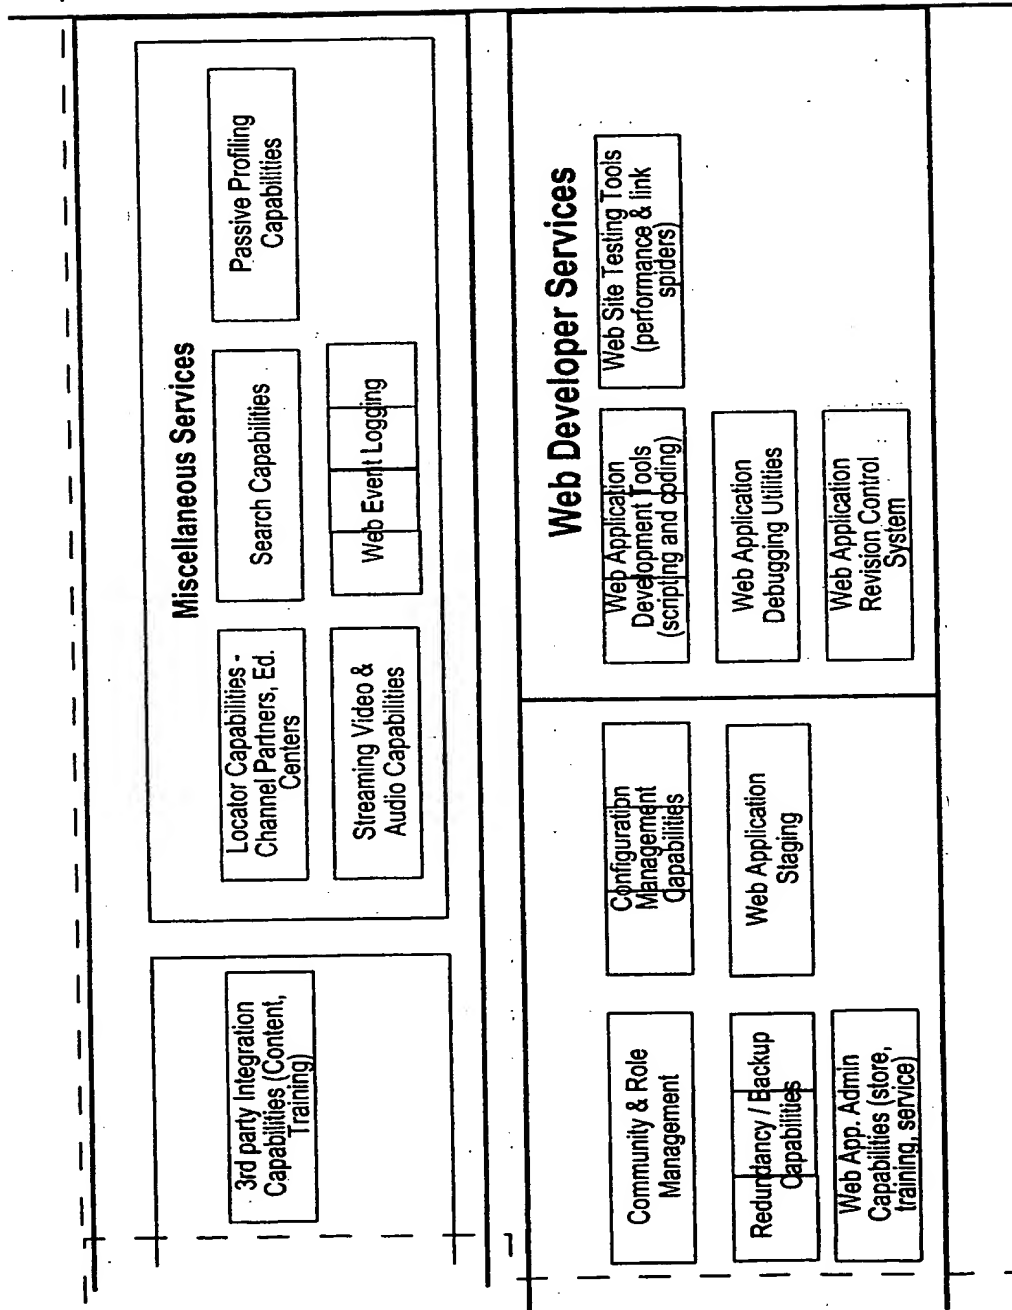 Miscellaneous Services
3rd party Integration
Capabilities (Content,
Training)
Locator Capabilities -
Channel Partners, Ed.
Centers
Search Capabilities
Passive Profiling
Capabilities
Streaming Video &
Audio Capabilities
Web Event Logging
Web Developer Services
Community & Role
Management
Configuration
Management
Capabilities
Web Application
Development Tools
(scripting and coding)
Web Site Testing Tools
(performance & link
spiders)
Redundancy / Backup
Capabilities
Web Application
Staging
Web Application
Debugging Utilities
Web App. Admin
Capabilities (store,
training, service)
Web Application
Revision Control
System